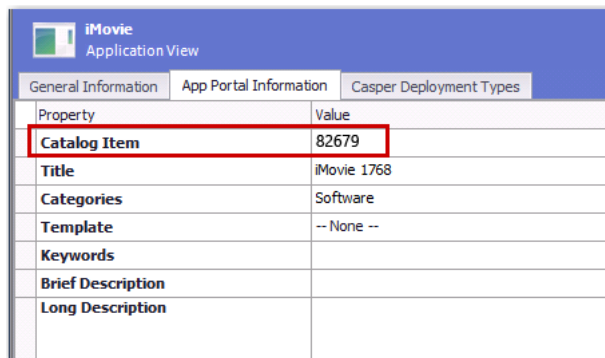 iMovie
Application View
General Information App Portal Information Casper Deployment Types
Property Value
Catalog Item 82679
Title iMovie 1768
Categories Software
Template -- None --
Keywords
Brief Description
Long Description